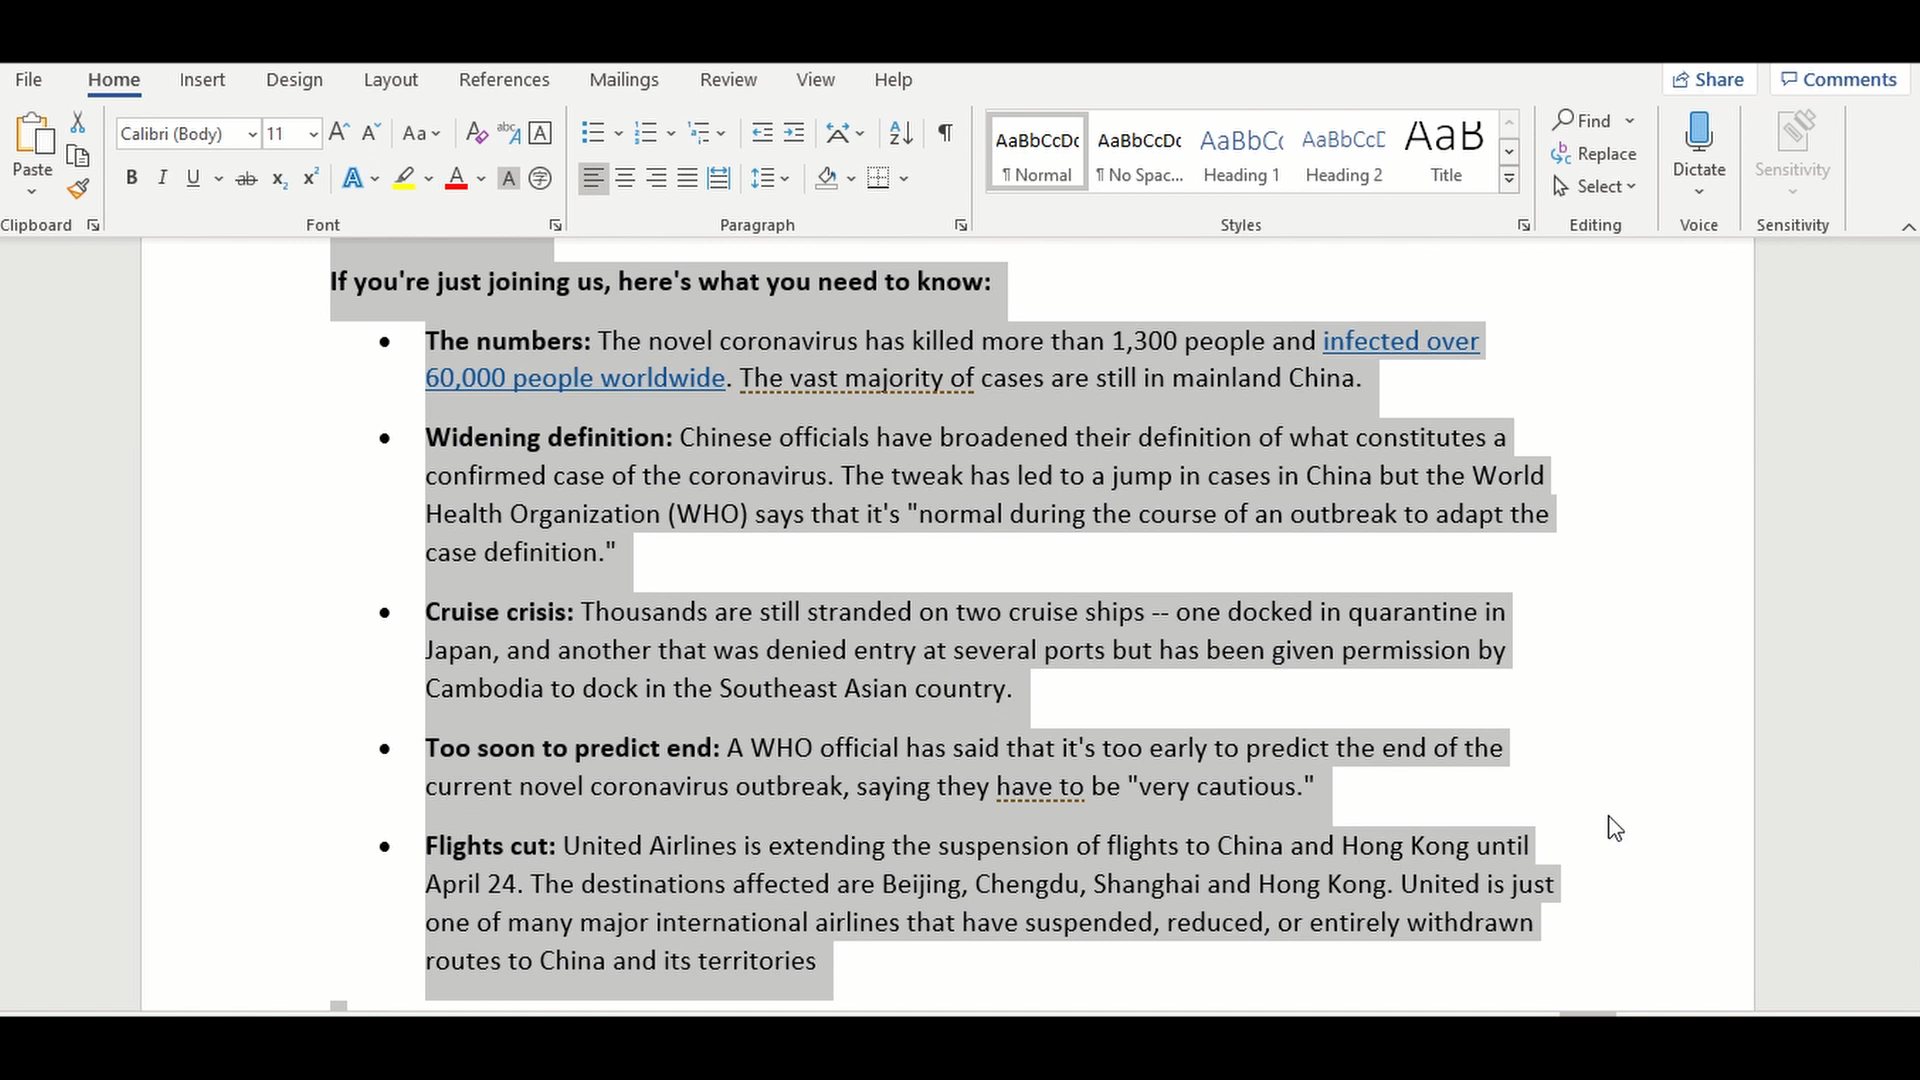 File Home Insert Design Layout References Mailings Review View Help Share Comments
Calibri (Body) 11 Aa AaBbCcDc AaBbCcDc AaBbCc AaBbCcD AaB Find
Paste Replace Dictate Sensitivity
B I U ab x₂ x² A A A ¶ Normal ¶ No Spac... Heading 1 Heading 2 Title Select
Clipboard Font Paragraph Styles Editing Voice Sensitivity
If you're just joining us, here's what you need to know:
• The numbers: The novel coronavirus has killed more than 1,300 people and infected over
60,000 people worldwide. The vast majority of cases are still in mainland China.
• Widening definition: Chinese officials have broadened their definition of what constitutes a
confirmed case of the coronavirus. The tweak has led to a jump in cases in China but the World
Health Organization (WHO) says that it's "normal during the course of an outbreak to adapt the
case definition."
• Cruise crisis: Thousands are still stranded on two cruise ships -- one docked in quarantine in
Japan, and another that was denied entry at several ports but has been given permission by
Cambodia to dock in the Southeast Asian country.
• Too soon to predict end: A WHO official has said that it's too early to predict the end of the
current novel coronavirus outbreak, saying they have to be "very cautious."
• Flights cut: United Airlines is extending the suspension of flights to China and Hong Kong until
April 24. The destinations affected are Beijing, Chengdu, Shanghai and Hong Kong. United is just
one of many major international airlines that have suspended, reduced, or entirely withdrawn
routes to China and its territories